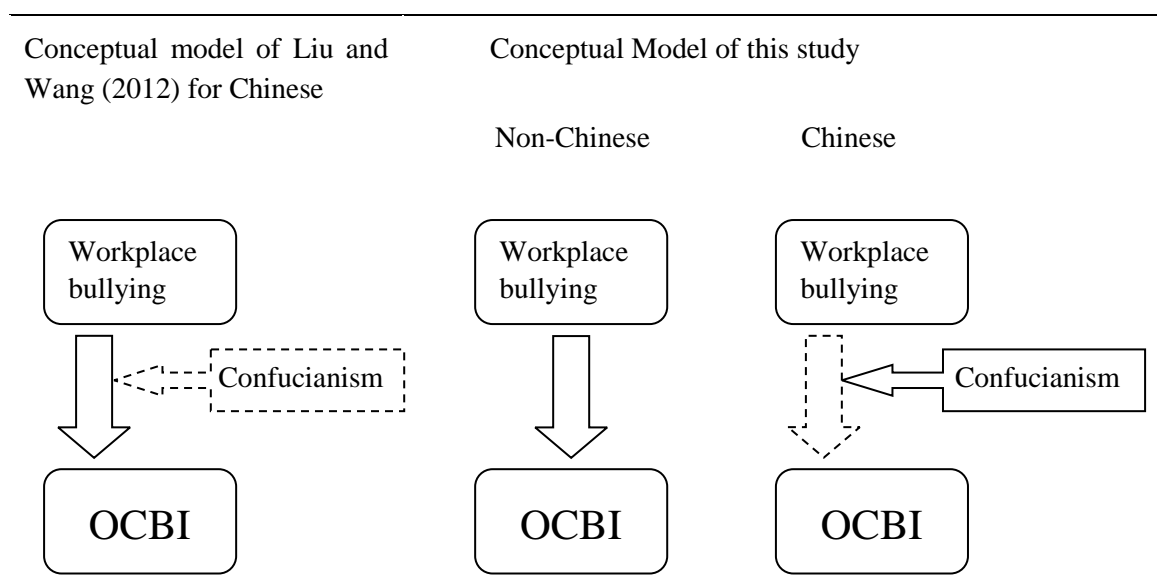 Conceptual model of Liu and
Wang (2012) for Chinese
Conceptual Model of this study
Non-Chinese
Chinese
Workplace
bullying
Confucianism
OCBI
Workplace
bullying
OCBI
Workplace
bullying
Confucianism
OCBI